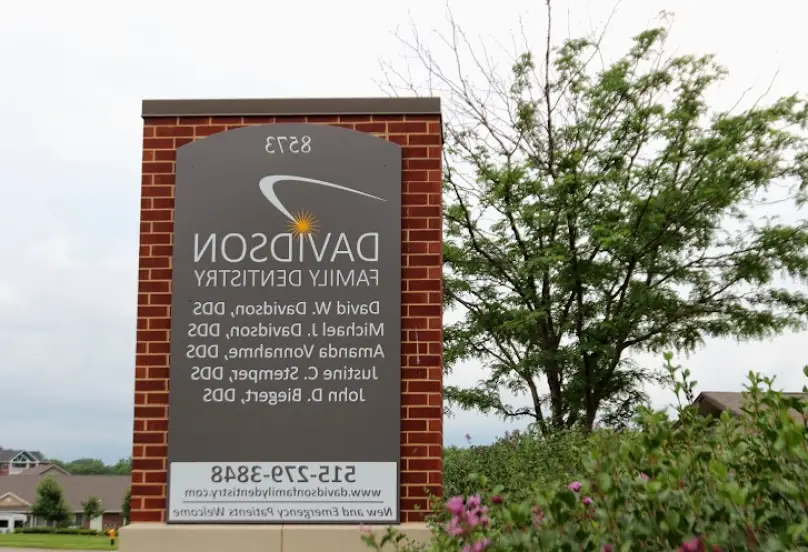 8573
DAVIDSON
FAMILY DENTISTRY
David W. Davidson, DDS
Michael J. Davidson, DDS
Amanda Vonnahme, DDS
Justine C. Stemper, DDS
John D. Biegert, DDS
515-279-3848
www.davidsonfamilydentistry.com
New and Emergency Patients Welcome